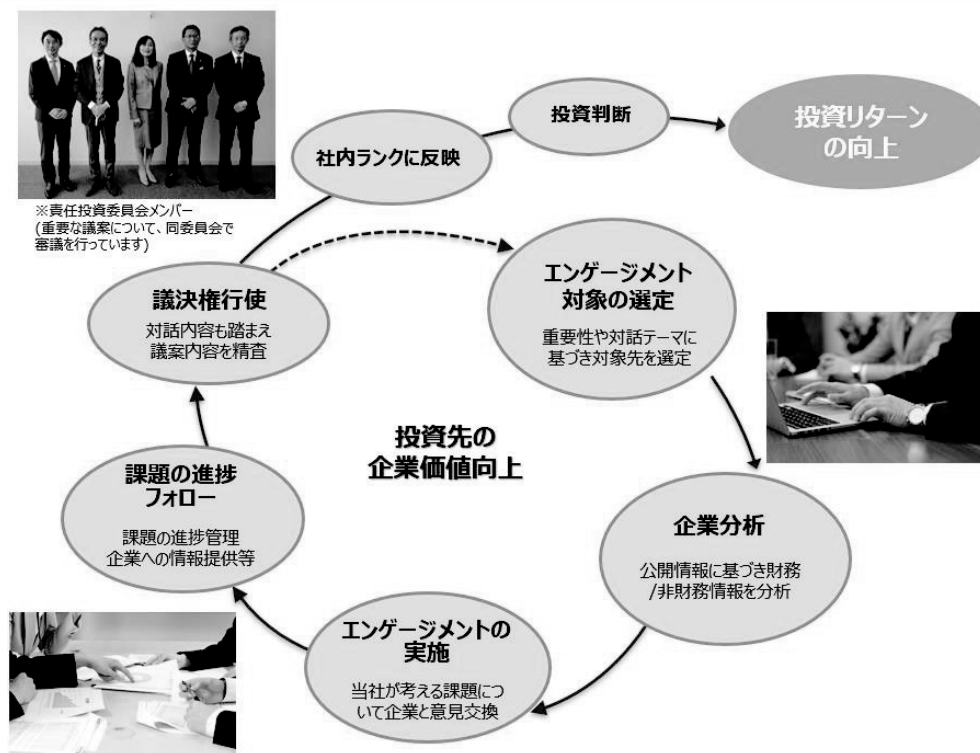 ※責任投資委員会メンバー
(重要な議案について、同委員会で
審議を行っています)
社内ランクに反映
投資判断
投資リターン
の向上
議決権行使
対話内容も踏まえ
議案内容を精査
エンゲージメント
対象の選定
重要性や対話テーマに
基づき対象先を選定
投資先の
企業価値向上
課題の進捗
フォロー
課題の進捗管理
企業への情報提供等
企業分析
公開情報に基づき財務
/非財務情報を分析
エンゲージメントの
実施
当社が考える課題につ
いて企業と意見交換